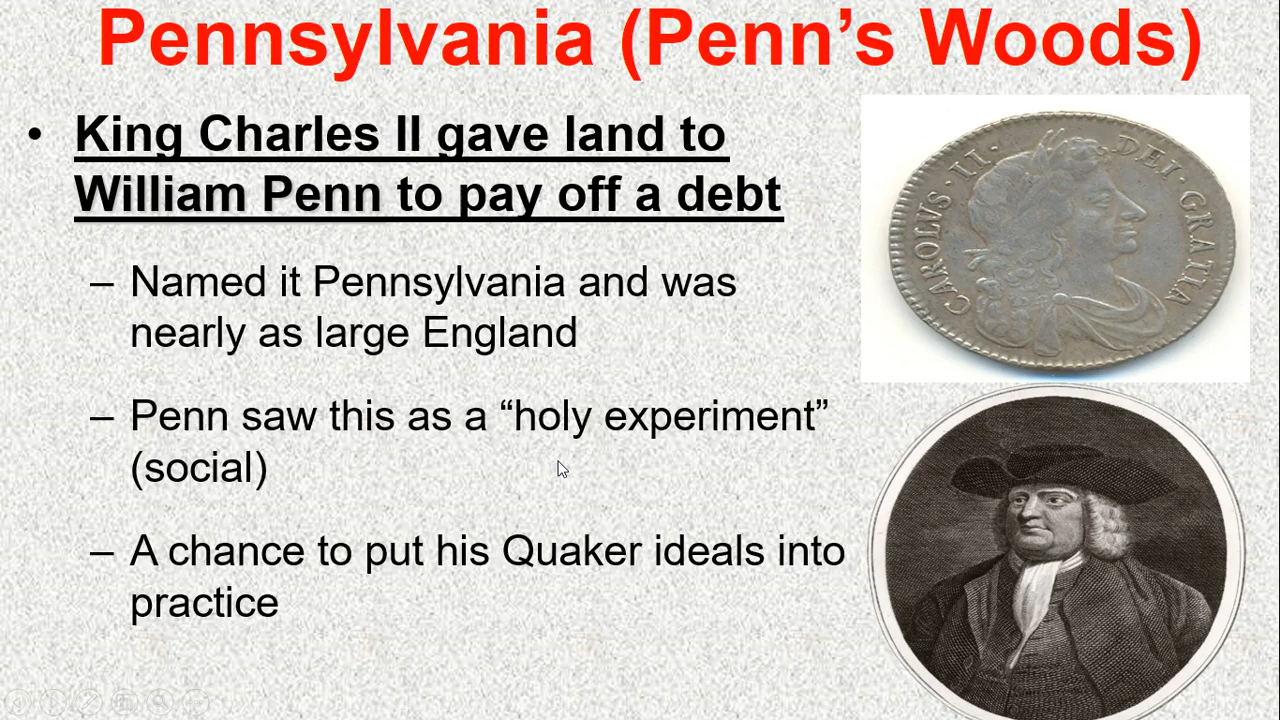 Pennsylvania (Penn’s Woods)
• King Charles II gave land to
William Penn to pay off a debt
– Named it Pennsylvania and was
nearly as large England
– Penn saw this as a “holy experiment”
(social)
– A chance to put his Quaker ideals into
practice
CAROLVS · II · DEI · GRATIA